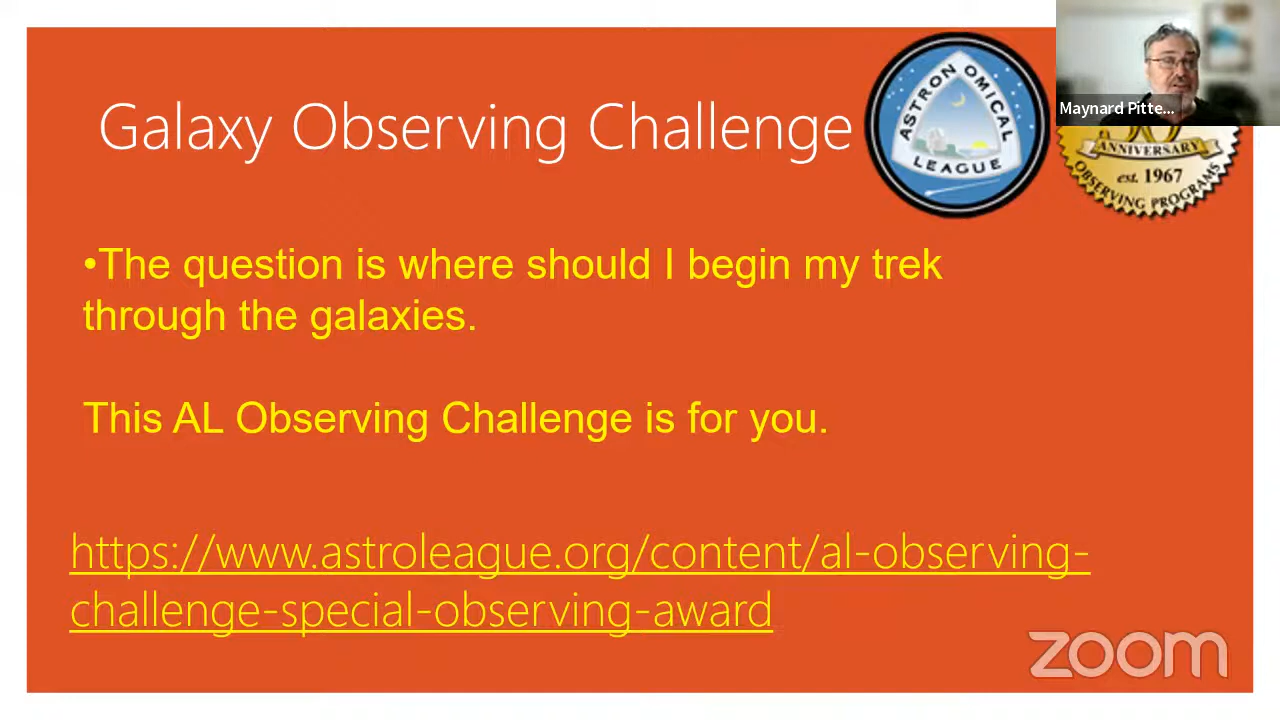 Galaxy Observing Challenge
ASTRONOMICAL
LEAGUE
Maynard Pitte...
ANNIVERSARY
est. 1967
OBSERVING PROGRAMS
•The question is where should I begin my trek
through the galaxies.
This AL Observing Challenge is for you.
https://www.astroleague.org/content/al-observing-
challenge-special-observing-award
zoom